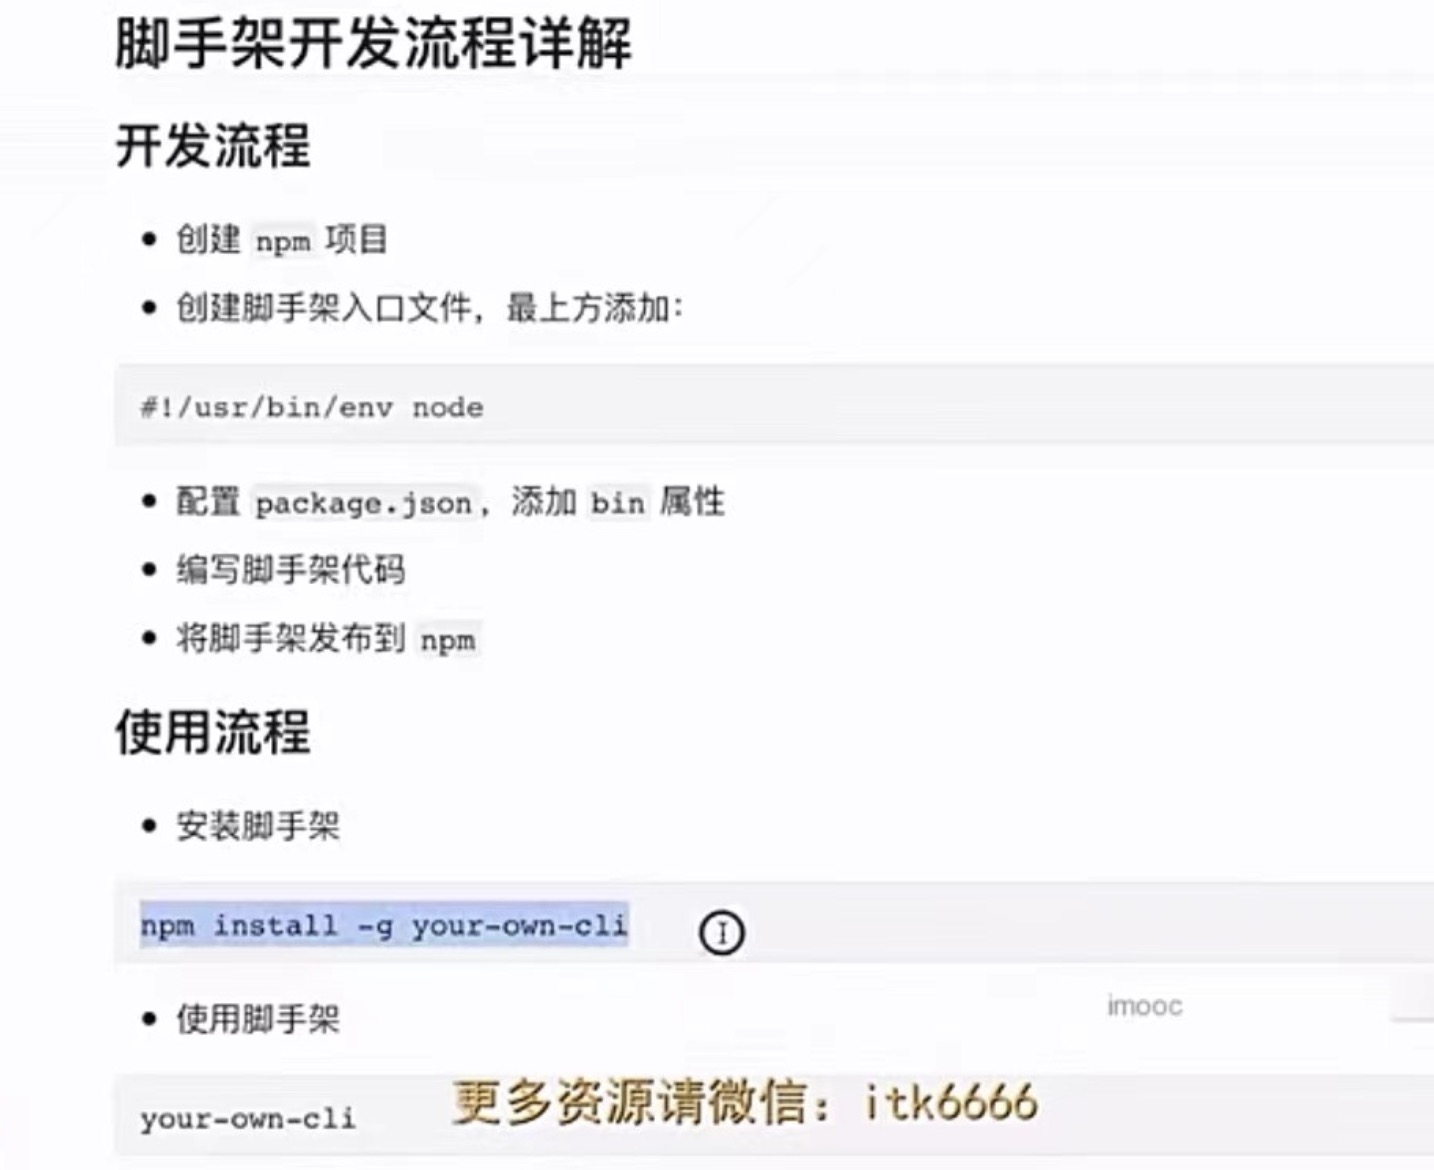 脚手架开发流程详解
开发流程
• 创建 npm 项目
• 创建脚手架入口文件，最上方添加：
#!/usr/bin/env node
• 配置 package.json，添加 bin 属性
• 编写脚手架代码
• 将脚手架发布到 npm
使用流程
• 安装脚手架
npm install -g your-own-cli
• 使用脚手架
imooc
your-own-cli
更多资源请微信：itk6666